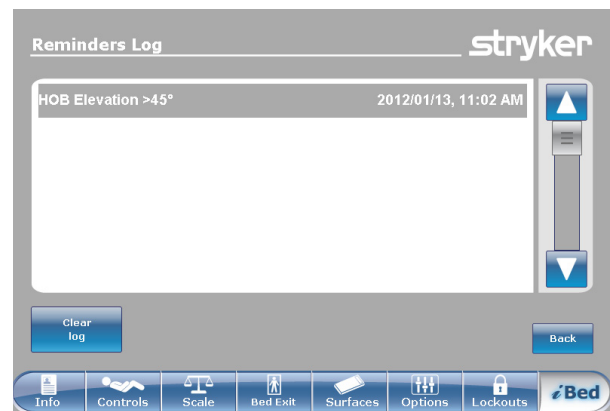 Reminders Log
stryker
HOB Elevation >45° 2012/01/13, 11:02 AM
Clear
log
Back
Info Controls Scale Bed Exit Surfaces Options Lockouts iBed